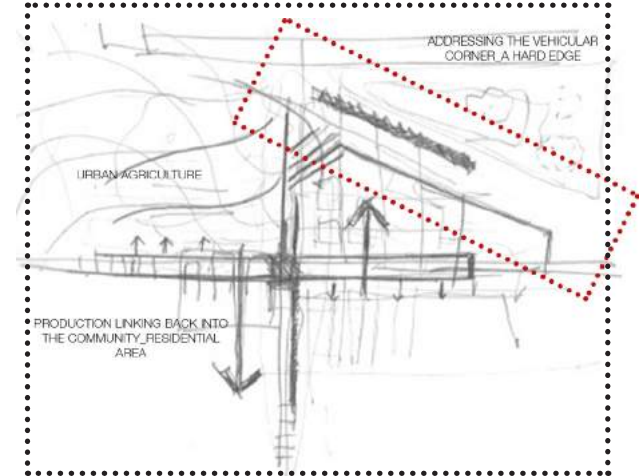 ADDRESSING THE VEHICULAR
CORNER_A HARD EDGE
URBAN AGRICULTURE
PRODUCTION LINKING BACK INTO
THE COMMUNITY_RESIDENTIAL
AREA